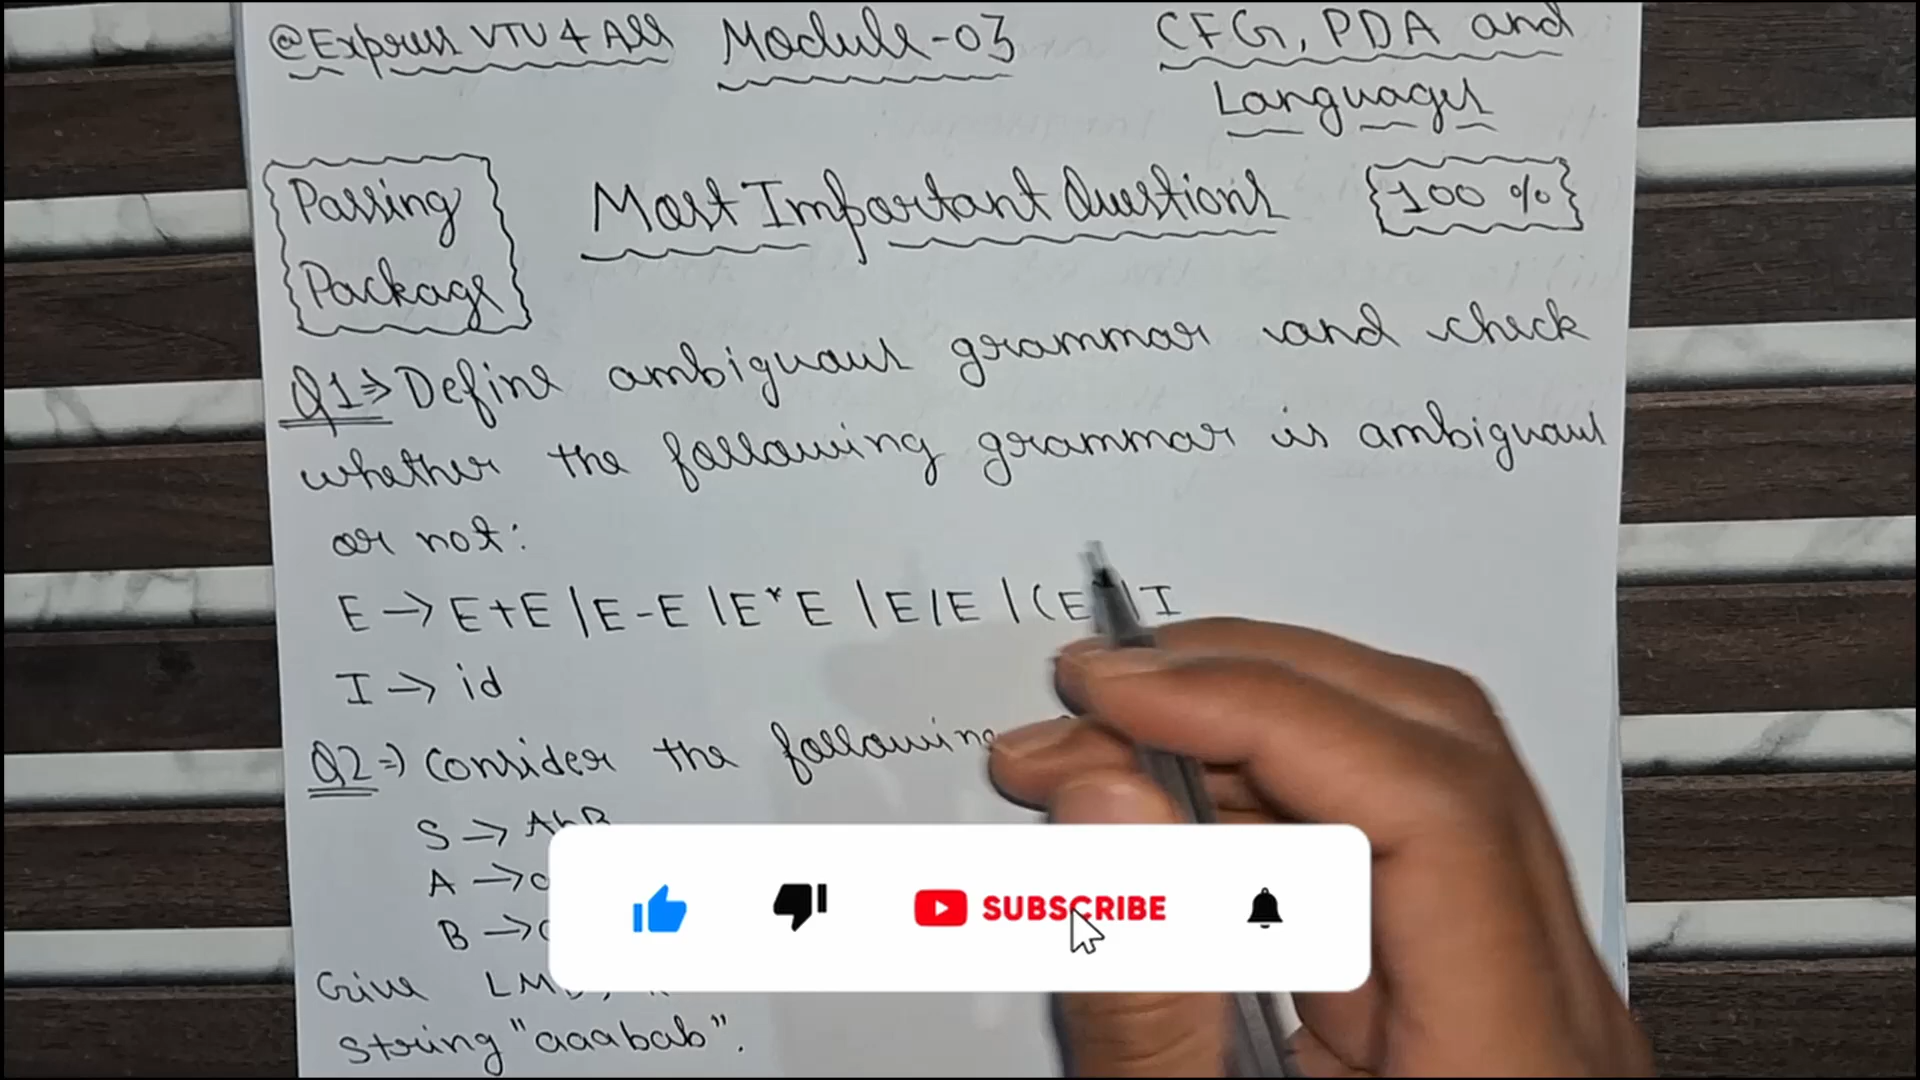 @Express VTU 4 All Module-03 CFG, PDA and
Languages
Passing
Package
Most Important Questions
{100 %}
Q1⇒ Define ambiguous grammar and check
whether the following grammar is ambiguous
or not:
E → E+E | E-E | E*E | E/E | (E | I
I → id
Q2⇒) Consider the following
S → AbB
A →
B →
Give
string "aaabab".
SUBSCRIBE